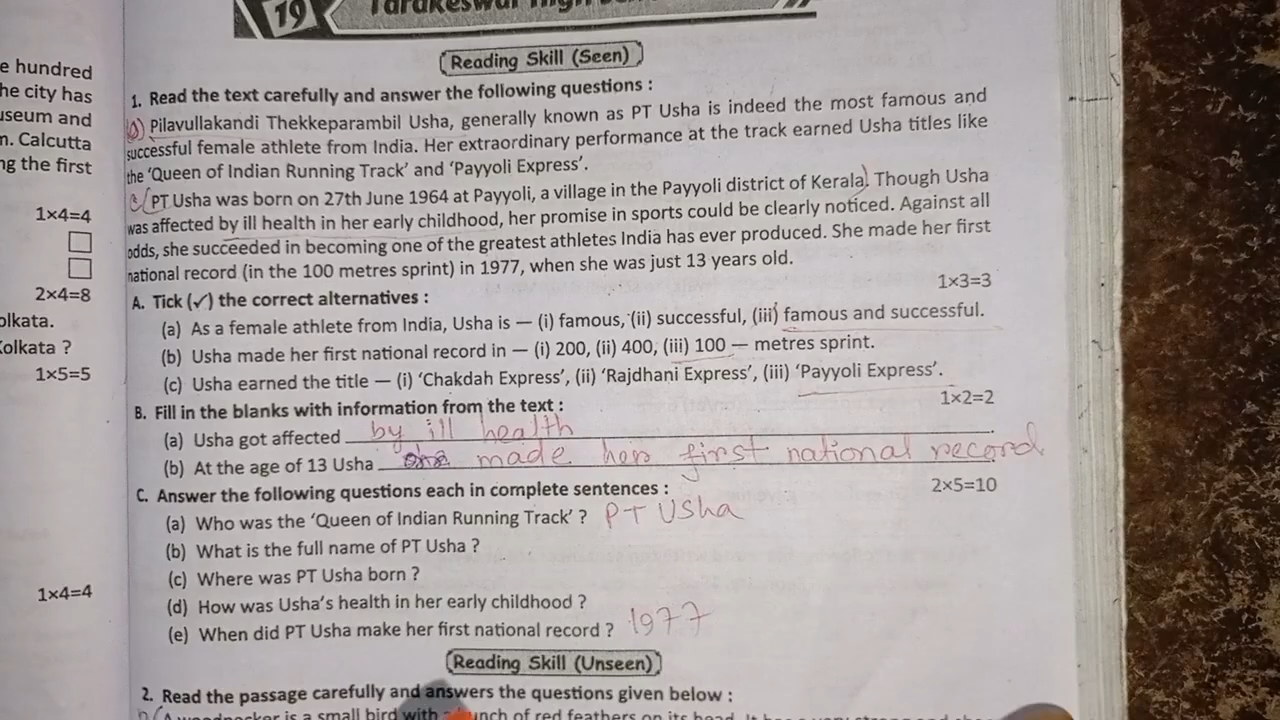 19
Reading Skill (Seen)
e hundred
he city has
useum and
n. Calcutta
ng the first
1×4=4
2×4=8
olkata.
Kolkata ?
1×5=5
1×4=4
1. Read the text carefully and answer the following questions :
Pilavullakandi Thekkeparambil Usha, generally known as PT Usha is indeed the most famous and
successful female athlete from India. Her extraordinary performance at the track earned Usha titles like
the 'Queen of Indian Running Track' and 'Payyoli Express'.
PT Usha was born on 27th June 1964 at Payyoli, a village in the Payyoli district of Kerala. Though Usha
was affected by ill health in her early childhood, her promise in sports could be clearly noticed. Against all
odds, she succeeded in becoming one of the greatest athletes India has ever produced. She made her first
national record (in the 100 metres sprint) in 1977, when she was just 13 years old.
A. Tick (✓) the correct alternatives : 1×3=3
(a) As a female athlete from India, Usha is — (i) famous, (ii) successful, (iii) famous and successful.
(b) Usha made her first national record in — (i) 200, (ii) 400, (iii) 100 — metres sprint.
(c) Usha earned the title — (i) 'Chakdah Express', (ii) 'Rajdhani Express', (iii) 'Payyoli Express'.
B. Fill in the blanks with information from the text : 1×2=2
(a) Usha got affected by ill health
(b) At the age of 13 Usha made her first national record
C. Answer the following questions each in complete sentences : 2×5=10
(a) Who was the 'Queen of Indian Running Track' ? PT Usha
(b) What is the full name of PT Usha ?
(c) Where was PT Usha born ?
(d) How was Usha's health in her early childhood ?
(e) When did PT Usha make her first national record ? 1977
Reading Skill (Unseen)
2. Read the passage carefully and answers the questions given below :
is a small bird with
of red feathers on its head.